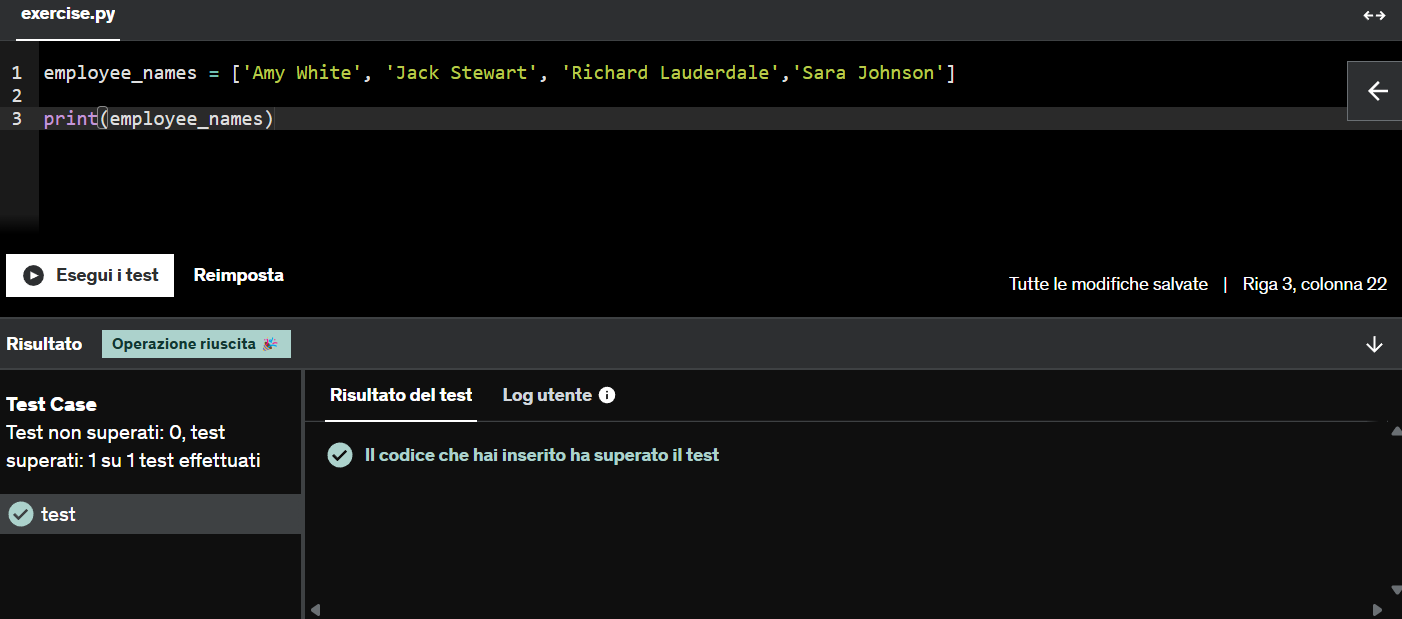 exercise.py
1 employee_names = ['Amy White', 'Jack Stewart', 'Richard Lauderdale','Sara Johnson']
2
3 print(employee_names)
Esegui i test
Reimposta
Tutte le modifiche salvate | Riga 3, colonna 22
Risultato
Operazione riuscita 🎉
Test Case
Test non superati: 0, test
superati: 1 su 1 test effettuati
test
Risultato del test
Log utente
Il codice che hai inserito ha superato il test